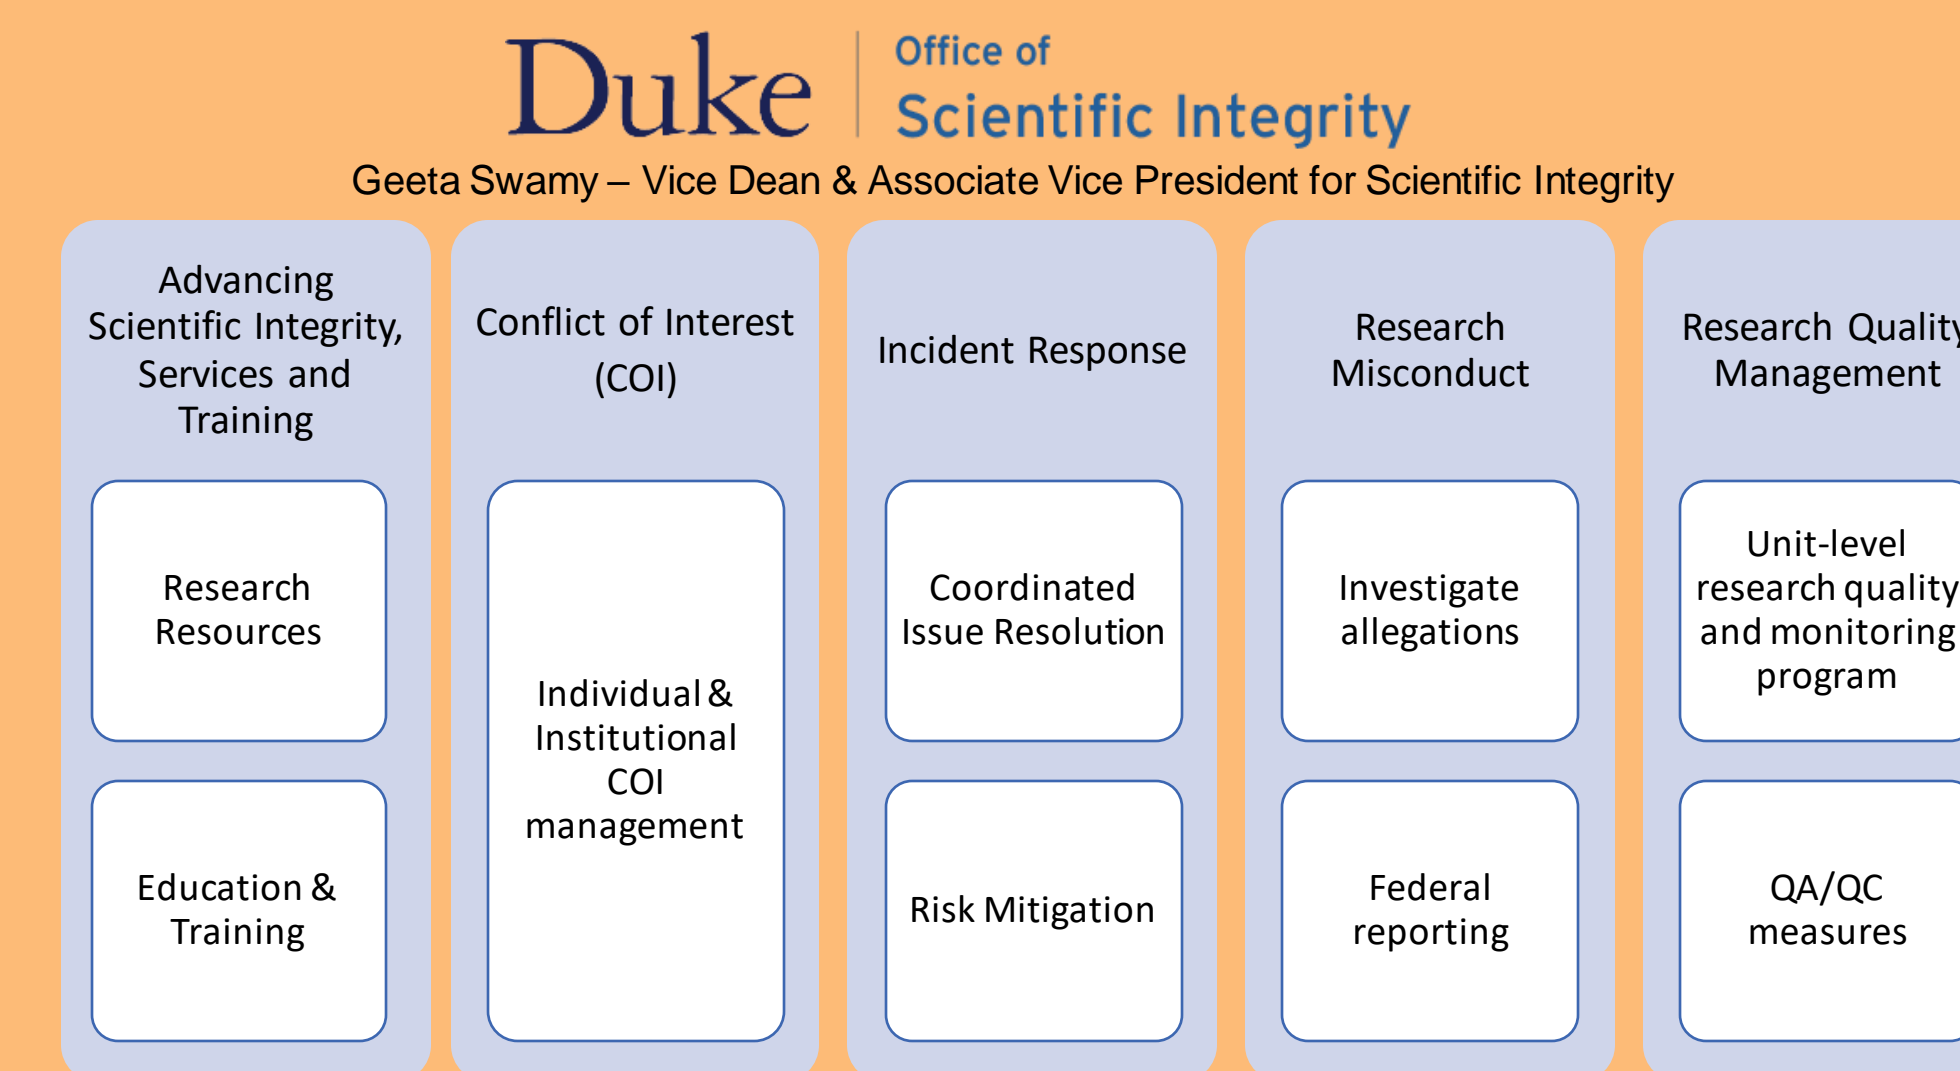 Duke
Office of
Scientific Integrity
Geeta Swamy – Vice Dean & Associate Vice President for Scientific Integrity
Advancing
Scientific Integrity,
Services and
Training
Research
Resources
Education &
Training
Conflict of Interest
(COI)
Individual &
Institutional
COI
management
Incident Response
Coordinated
Issue Resolution
Risk Mitigation
Research
Misconduct
Investigate
allegations
Federal
reporting
Research Quality
Management
Unit-level
research quality
and monitoring
program
QA/QC
measures